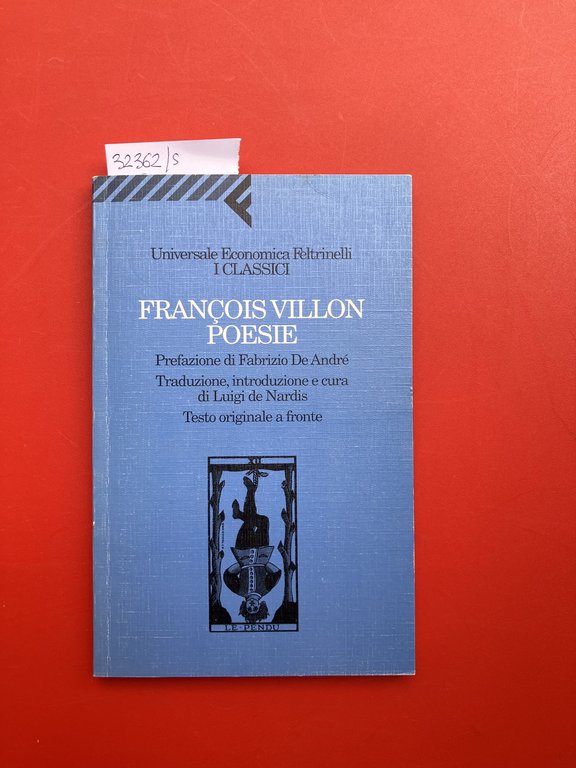 32362/s
Universale Economica Feltrinelli
I CLASSICI
FRANÇOIS VILLON
POESIE
Prefazione di Fabrizio De André
Traduzione, introduzione e cura
di Luigi de Nardis
Testo originale a fronte
XII
LE·PENDU